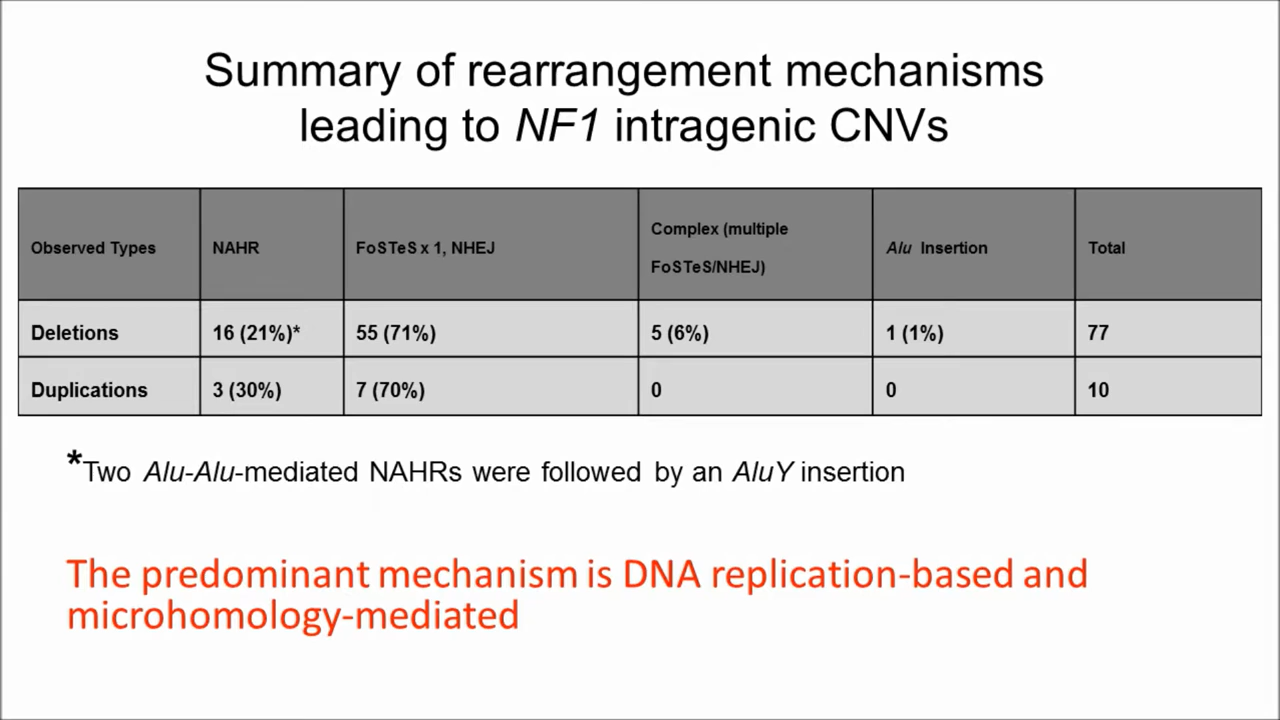 Summary of rearrangement mechanisms
leading to NF1 intragenic CNVs
Observed Types NAHR FoSTeS x 1, NHEJ Complex (multiple FoSTeS/NHEJ) Alu Insertion Total
Deletions 16 (21%)* 55 (71%) 5 (6%) 1 (1%) 77
Duplications 3 (30%) 7 (70%) 0 0 10
*Two Alu-Alu-mediated NAHRs were followed by an AluY insertion
The predominant mechanism is DNA replication-based and
microhomology-mediated